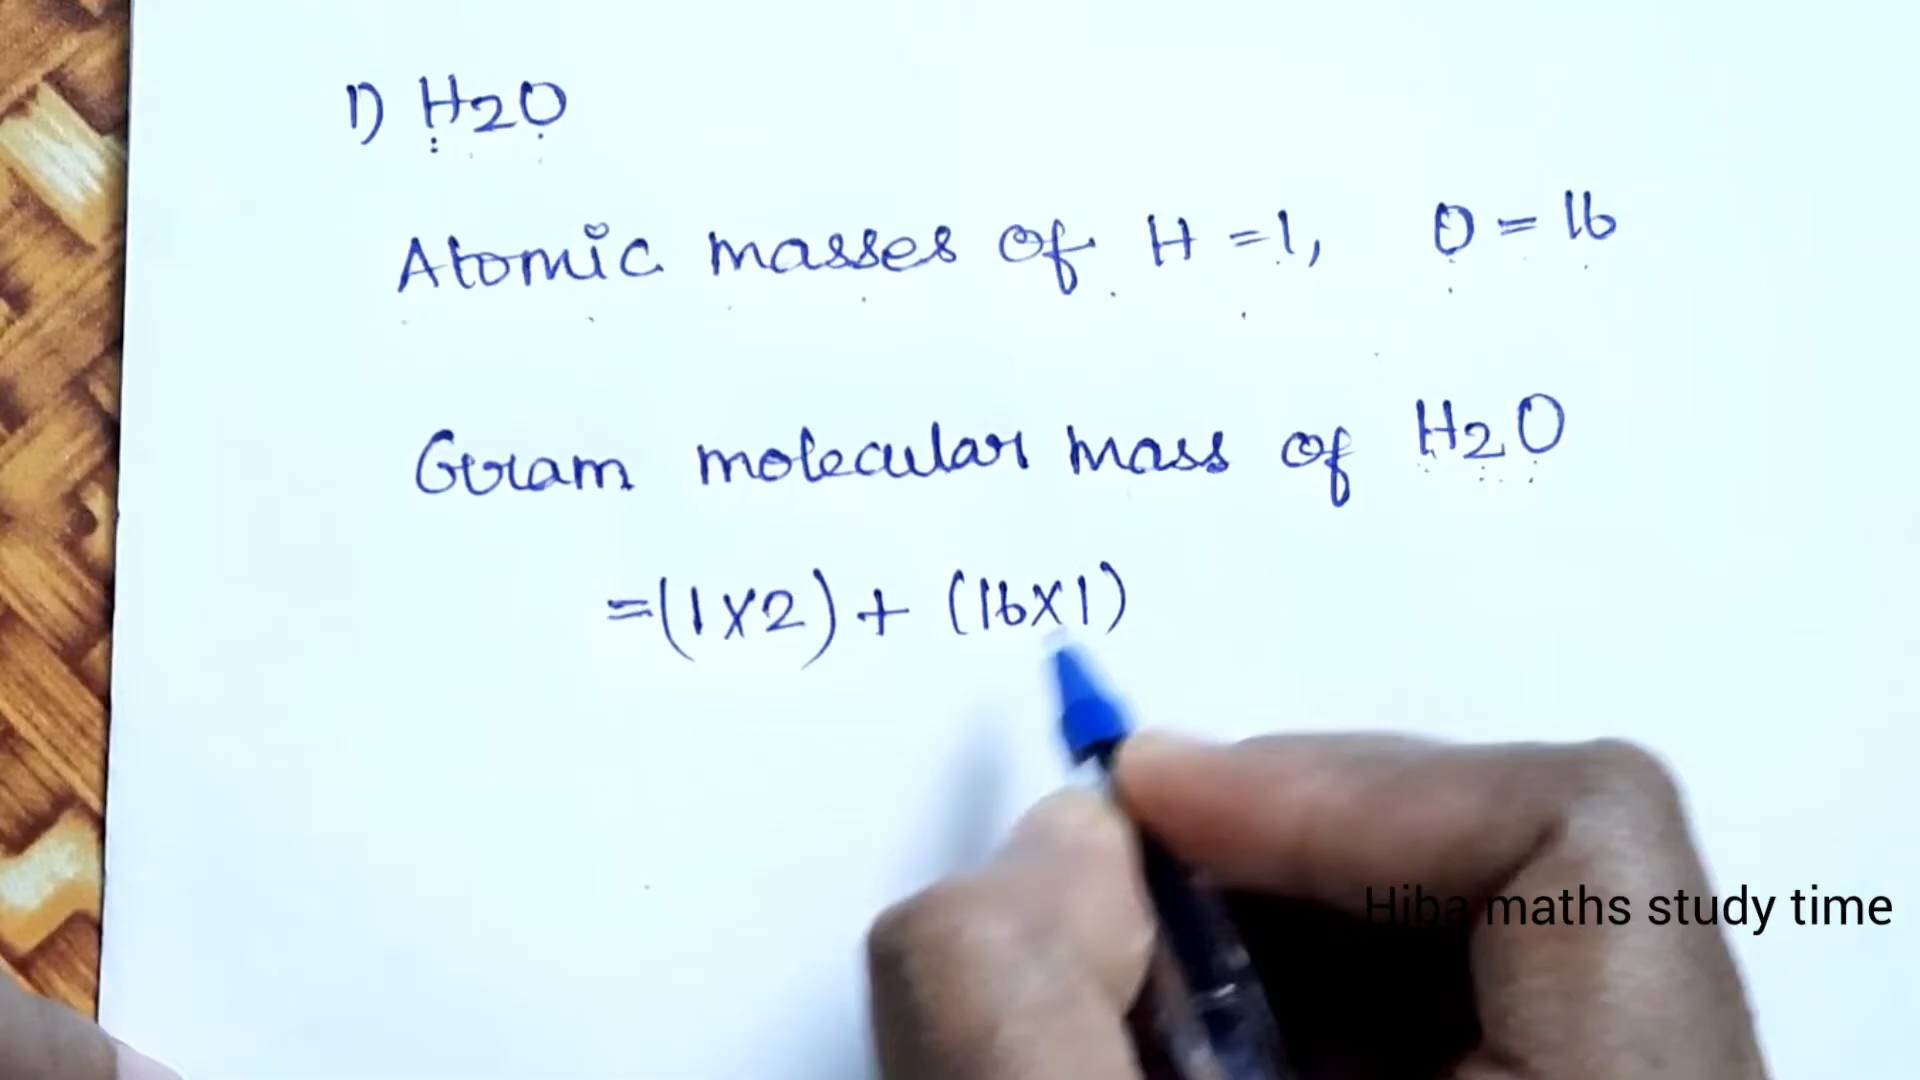 1) H2O
Atomic masses of H = 1, O = 16
Gram molecular mass of H2O
= (1×2) + (16×1)
Hiba maths study time